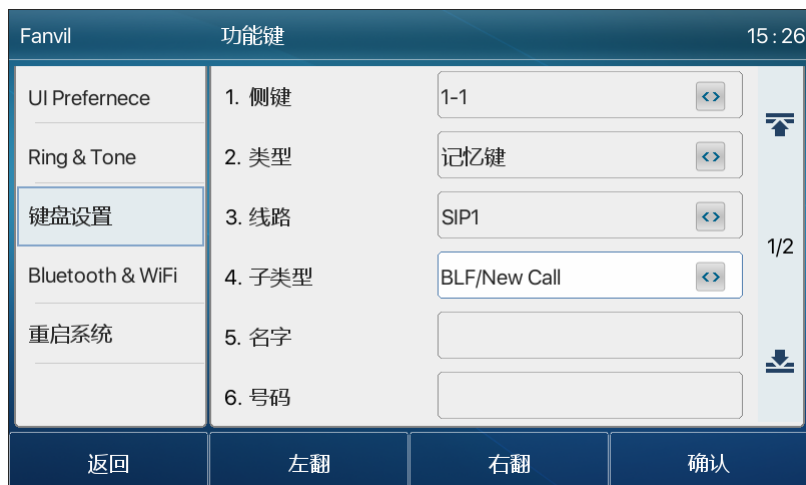 Fanvil 功能键 15:26
UI Prefernece
Ring & Tone
键盘设置
Bluetooth & WiFi
重启系统
1. 侧键 1-1
2. 类型 记忆键
3. 线路 SIP1
4. 子类型 BLF/New Call
5. 名字
6. 号码
1/2
返回 左翻 右翻 确认